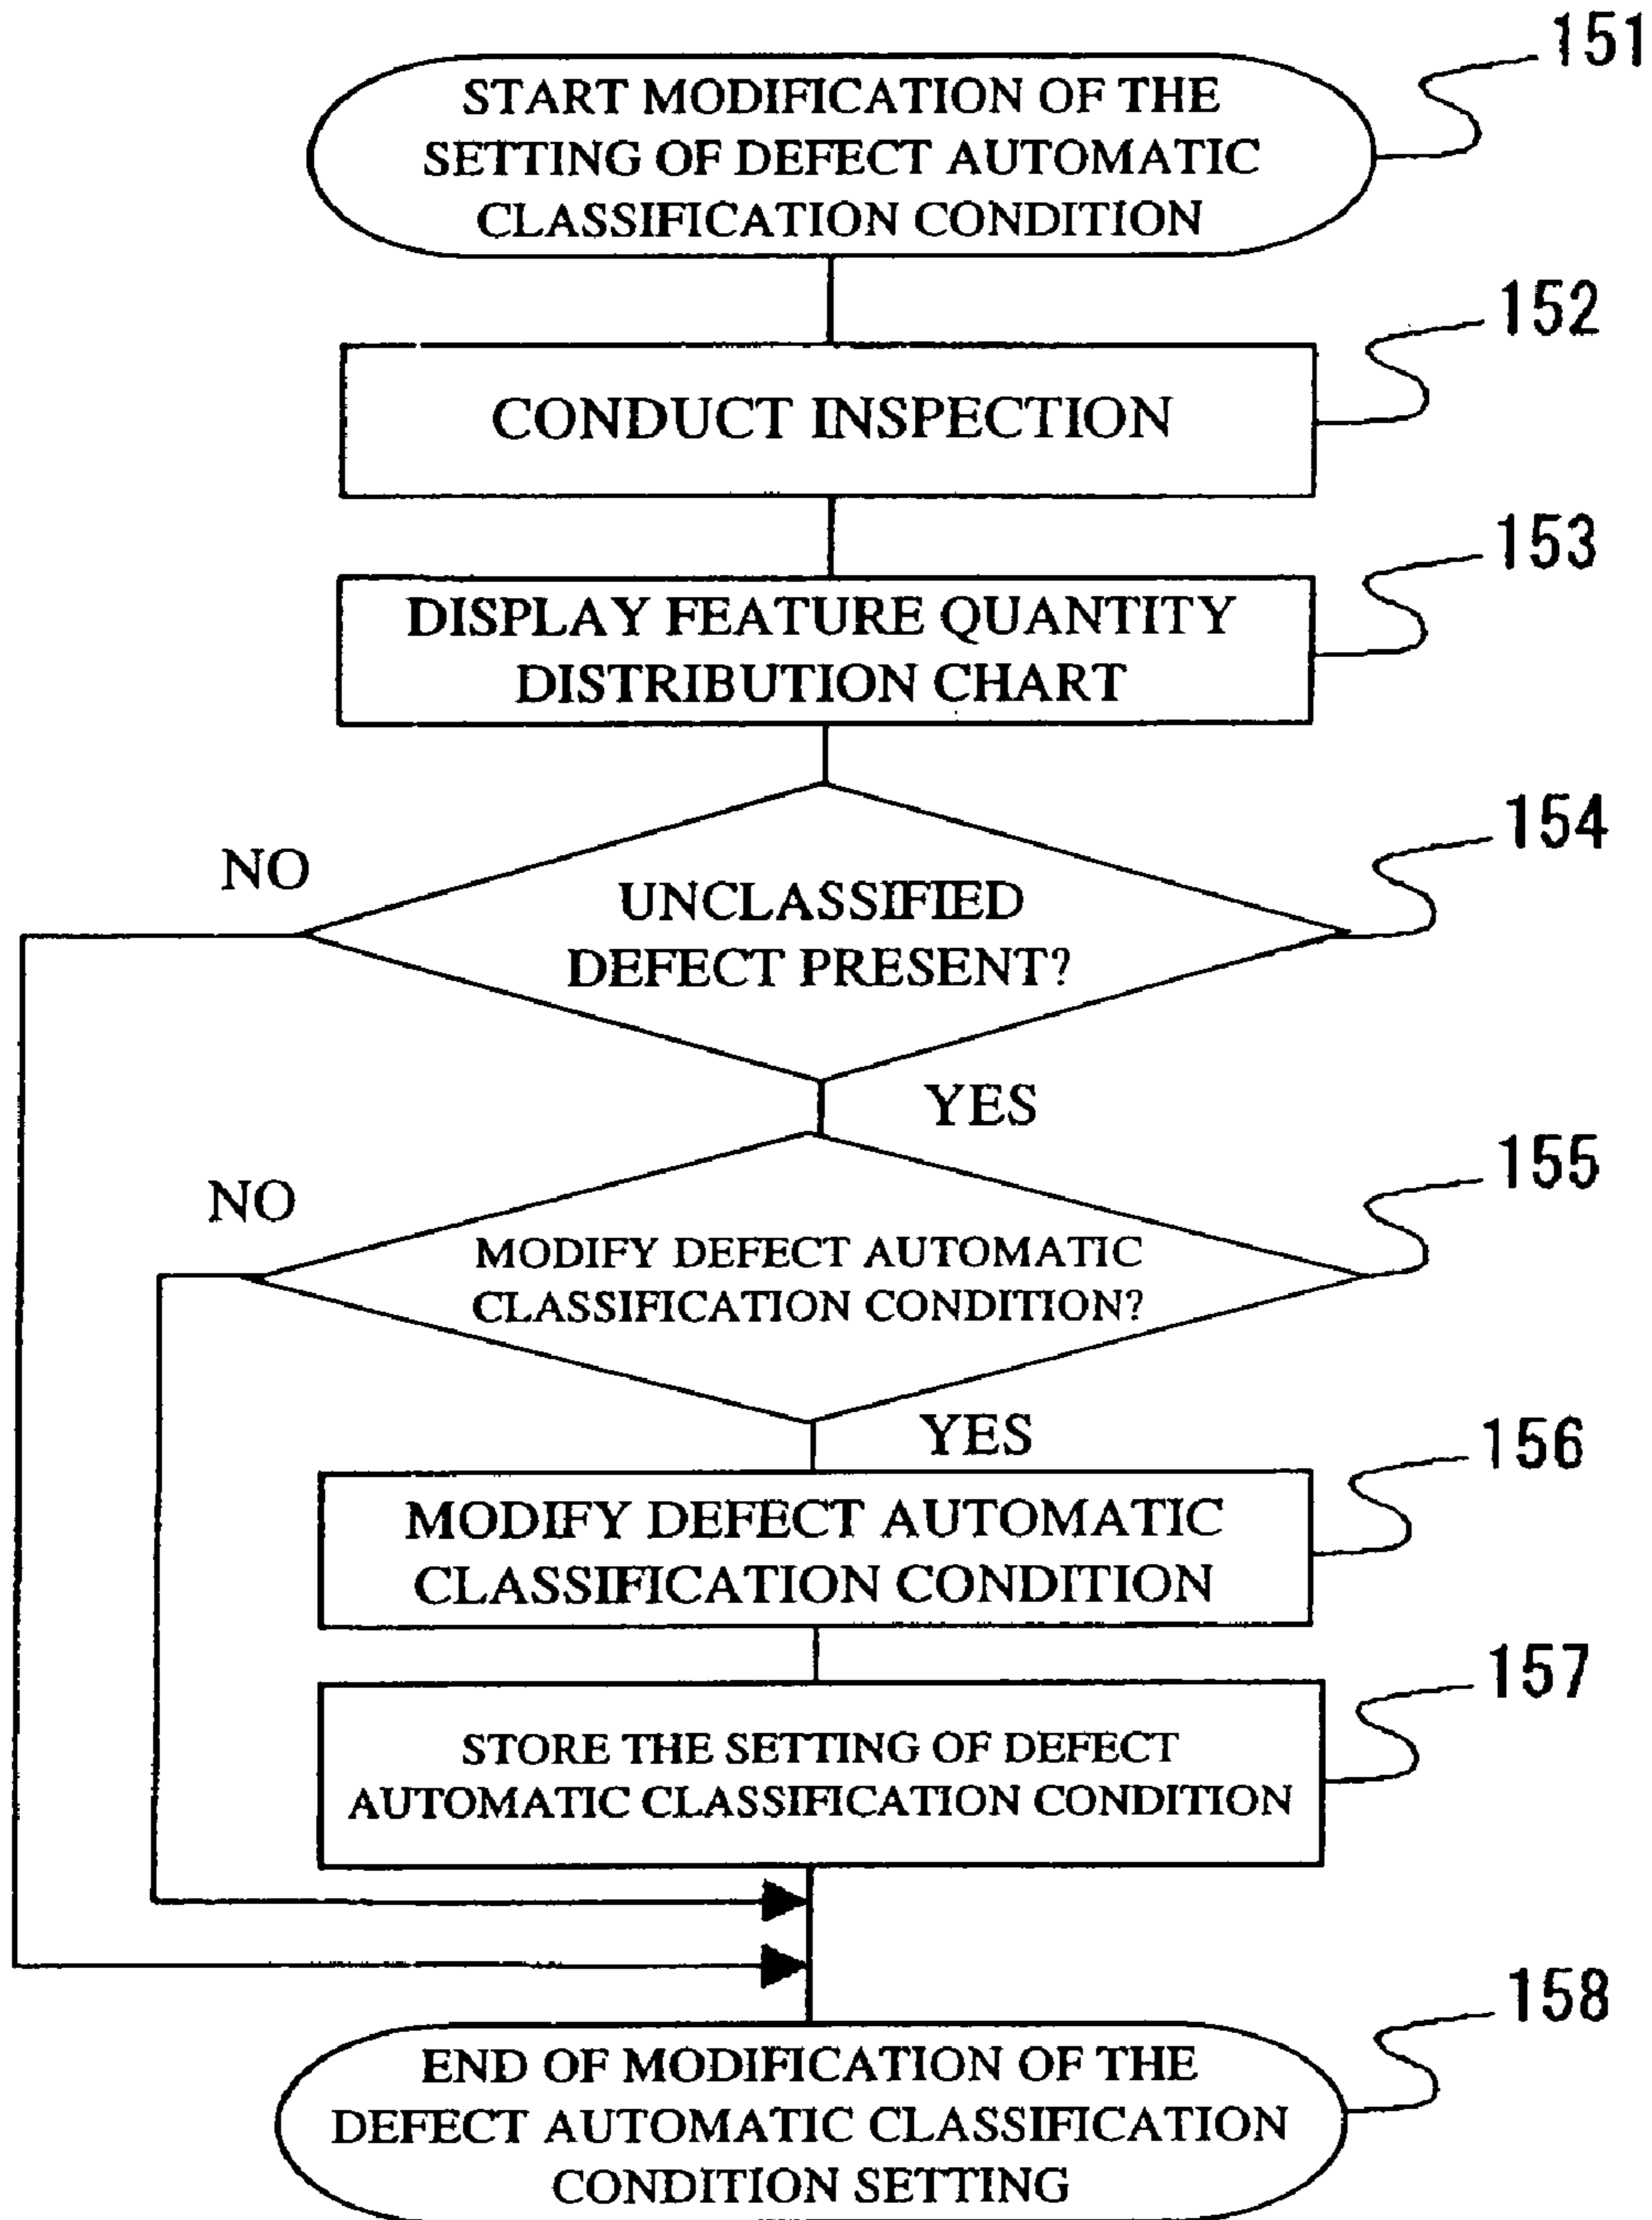 151
START MODIFICATION OF THE
SETTING OF DEFECT AUTOMATIC
CLASSIFICATION CONDITION
152
CONDUCT INSPECTION
153
DISPLAY FEATURE QUANTITY
DISTRIBUTION CHART
154
NO
UNCLASSIFIED
DEFECT PRESENT?
YES
155
NO
MODIFY DEFECT AUTOMATIC
CLASSIFICATION CONDITION?
YES
156
MODIFY DEFECT AUTOMATIC
CLASSIFICATION CONDITION
157
STORE THE SETTING OF DEFECT
AUTOMATIC CLASSIFICATION CONDITION
158
END OF MODIFICATION OF THE
DEFECT AUTOMATIC CLASSIFICATION
CONDITION SETTING